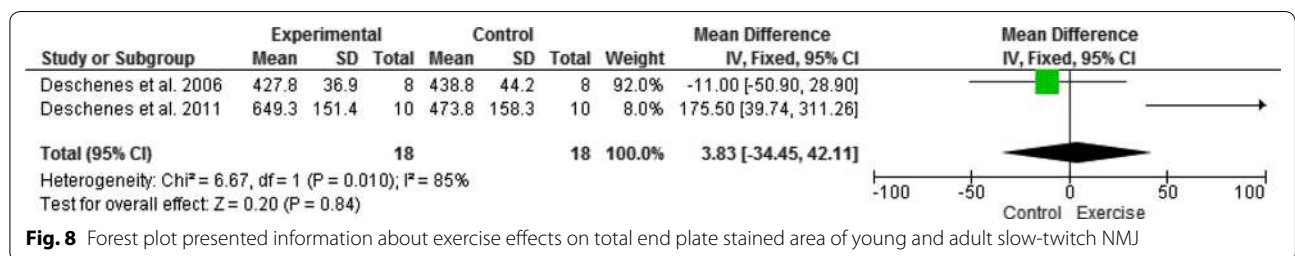 Experimental Control Mean Difference Mean Difference
Study or Subgroup Mean SD Total Mean SD Total Weight IV, Fixed, 95% CI IV, Fixed, 95% CI
Deschenes et al. 2006 427.8 36.9 8 438.8 44.2 8 92.0% -11.00 [-50.90, 28.90]
Deschenes et al. 2011 649.3 151.4 10 473.8 158.3 10 8.0% 175.50 [39.74, 311.26]
Total (95% CI) 18 18 100.0% 3.83 [-34.45, 42.11]
Heterogeneity: Chi² = 6.67, df = 1 (P = 0.010); I² = 85%
Test for overall effect: Z = 0.20 (P = 0.84)
-100 -50 0 50 100
Control Exercise
Fig. 8 Forest plot presented information about exercise effects on total end plate stained area of young and adult slow-twitch NMJ